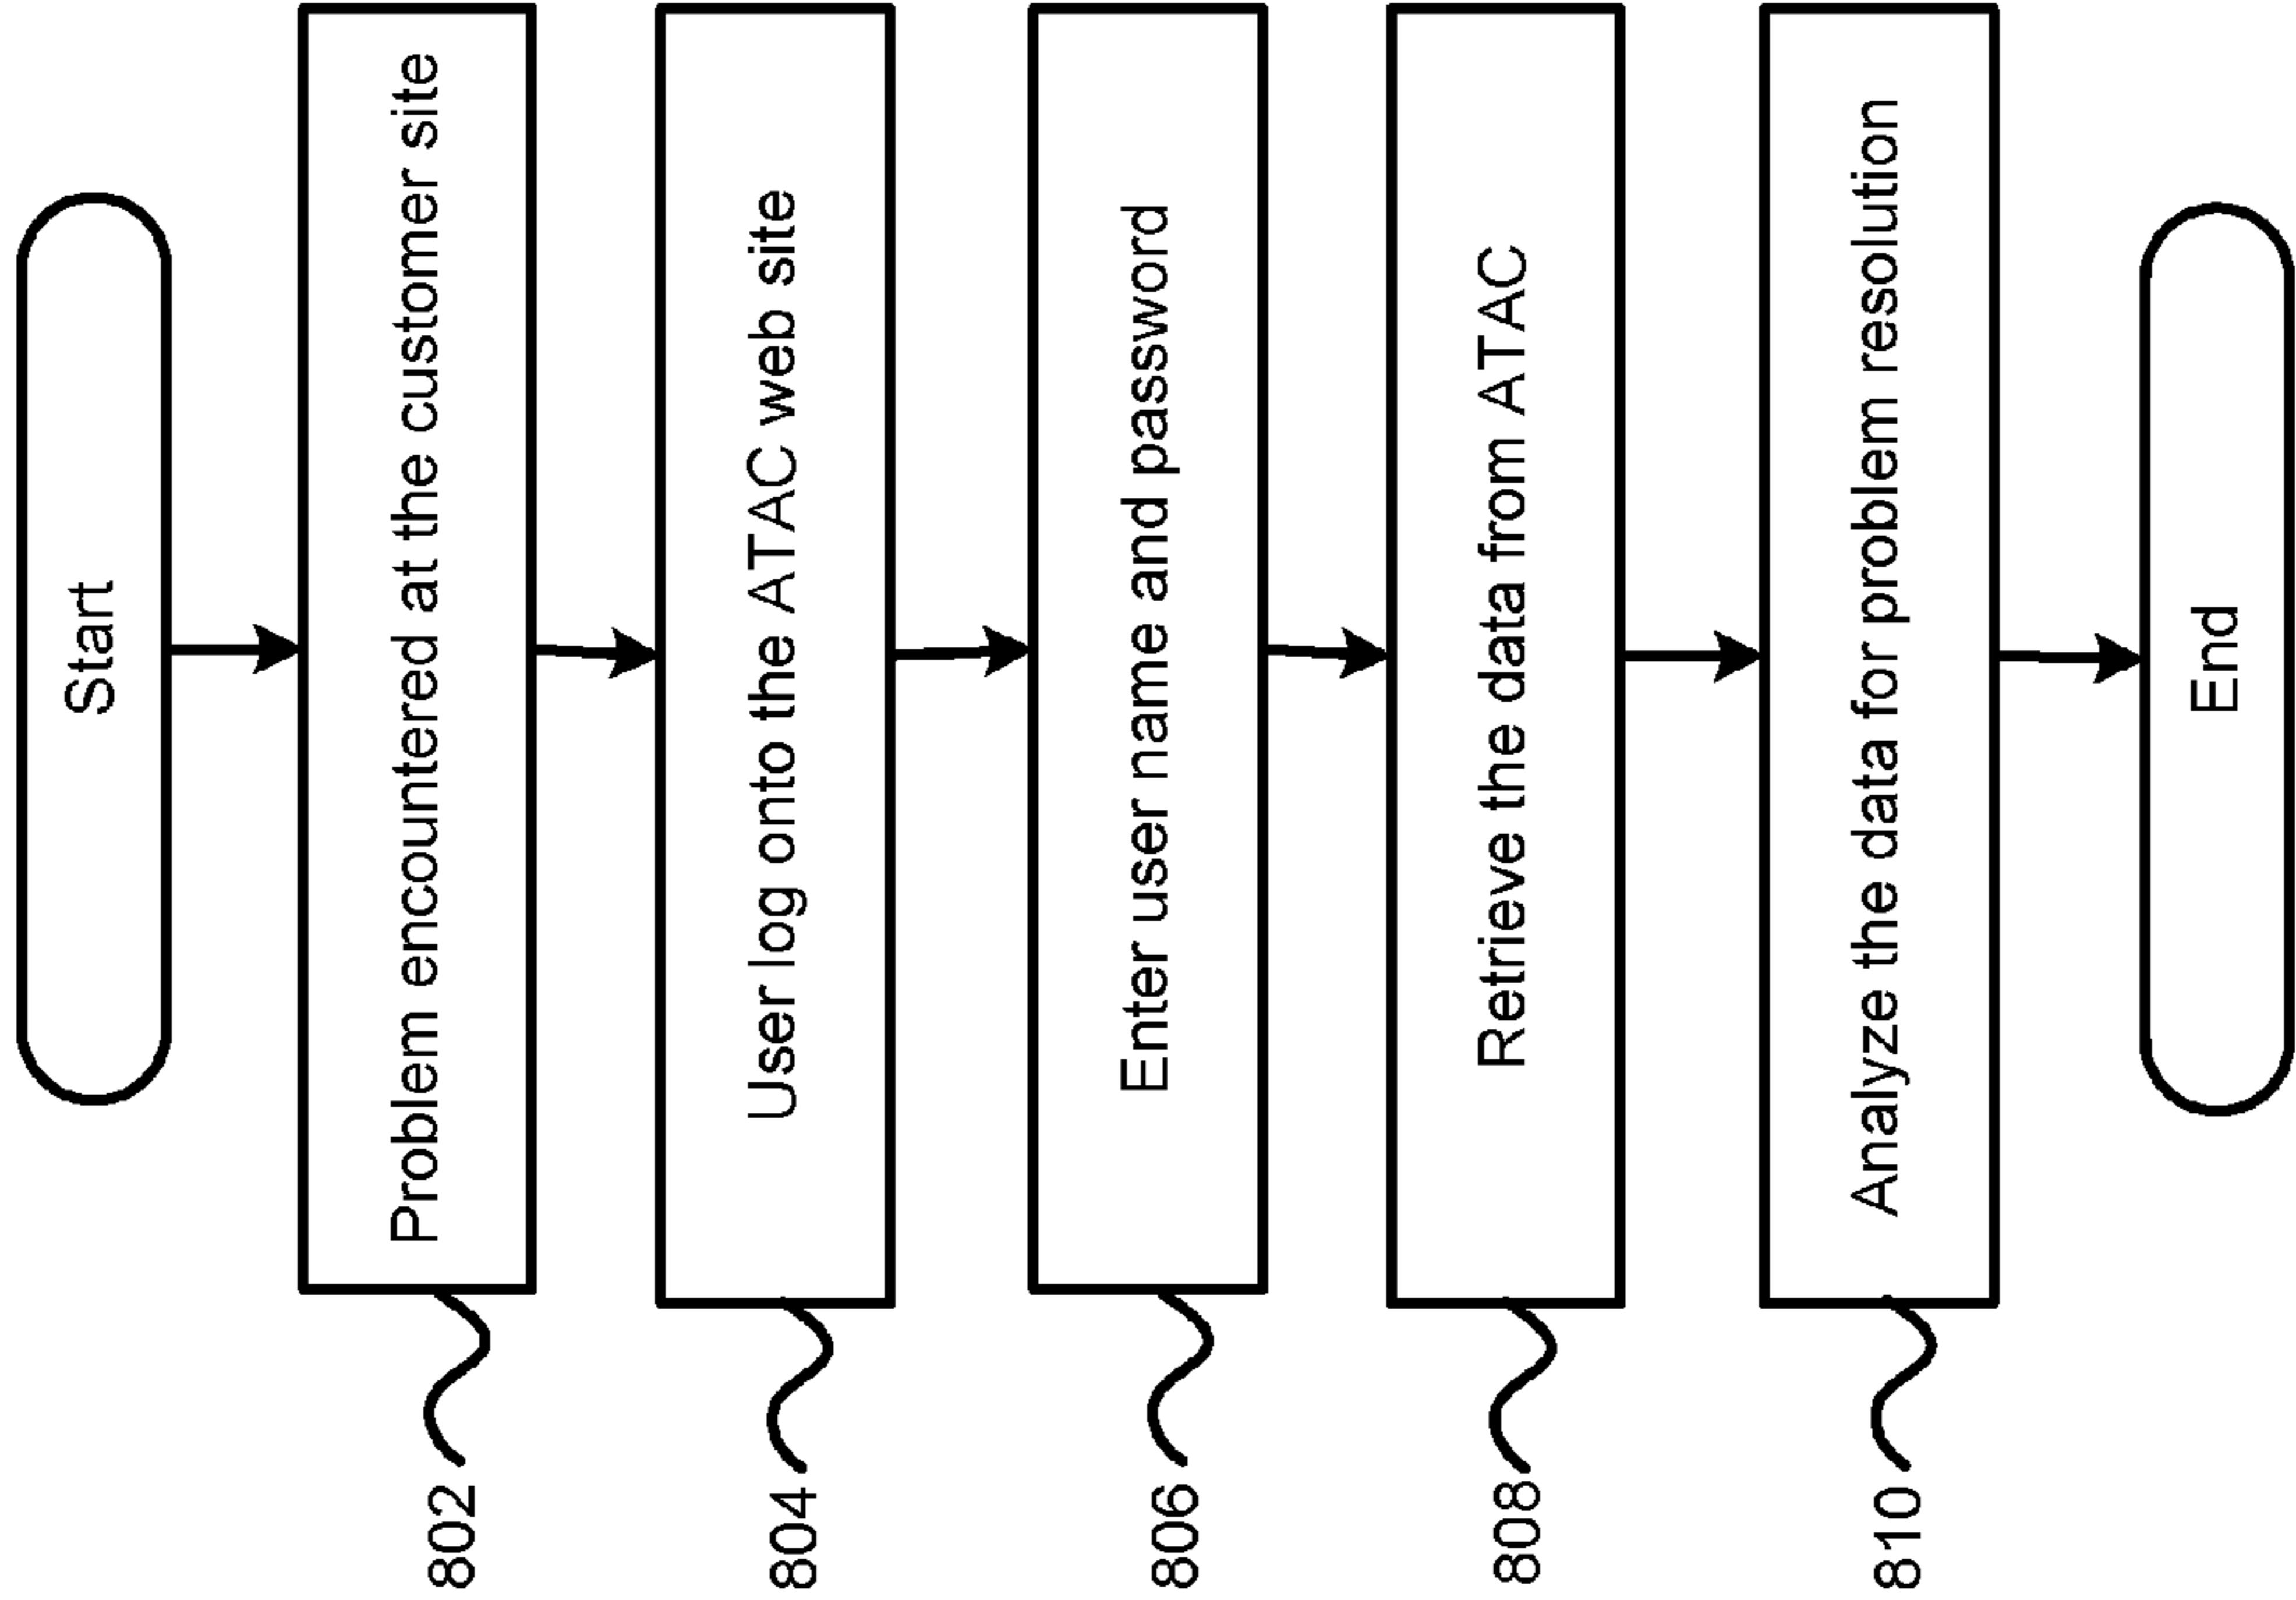 Start
Problem encountered at the customer site
802
User log onto the ATAC web site
804
Enter user name and password
806
Retrieve the data from ATAC
808
Analyze the data for problem resolution
810
End